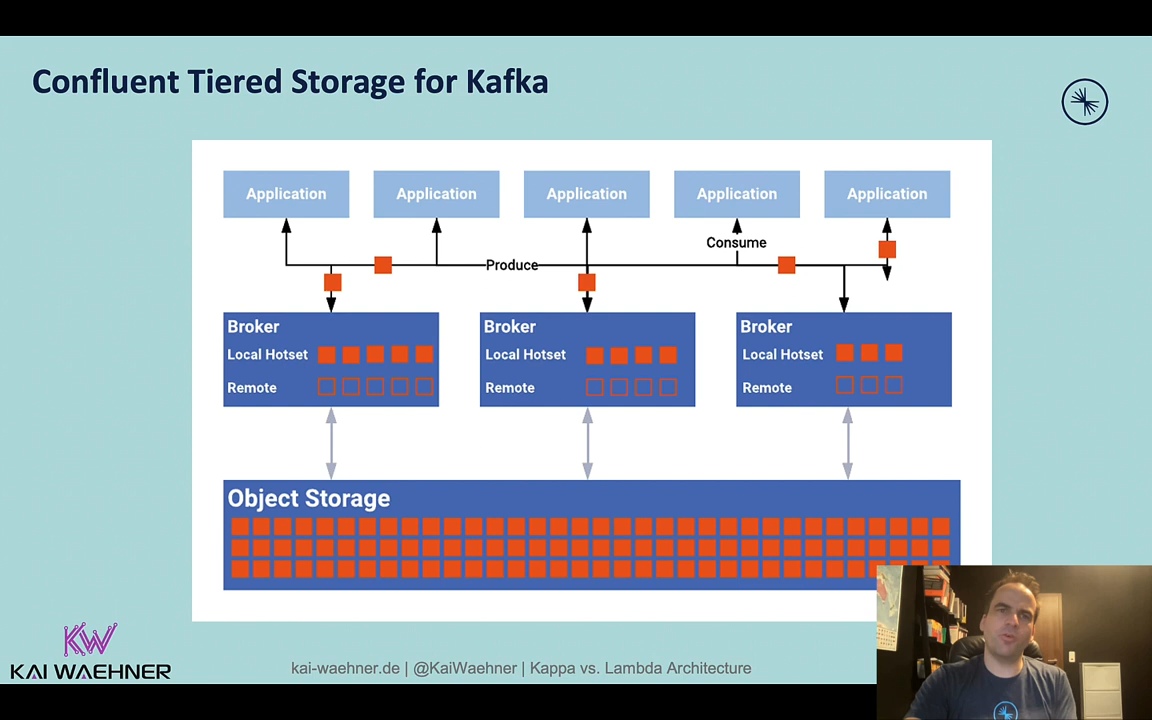 Confluent Tiered Storage for Kafka
Application Application Application Application Application
Consume
Produce
Broker Broker Broker
Local Hotset Local Hotset Local Hotset
Remote Remote Remote
Object Storage
KW
KAI WAEHNER
kai-waehner.de | @KaiWaehner | Kappa vs. Lambda Architecture